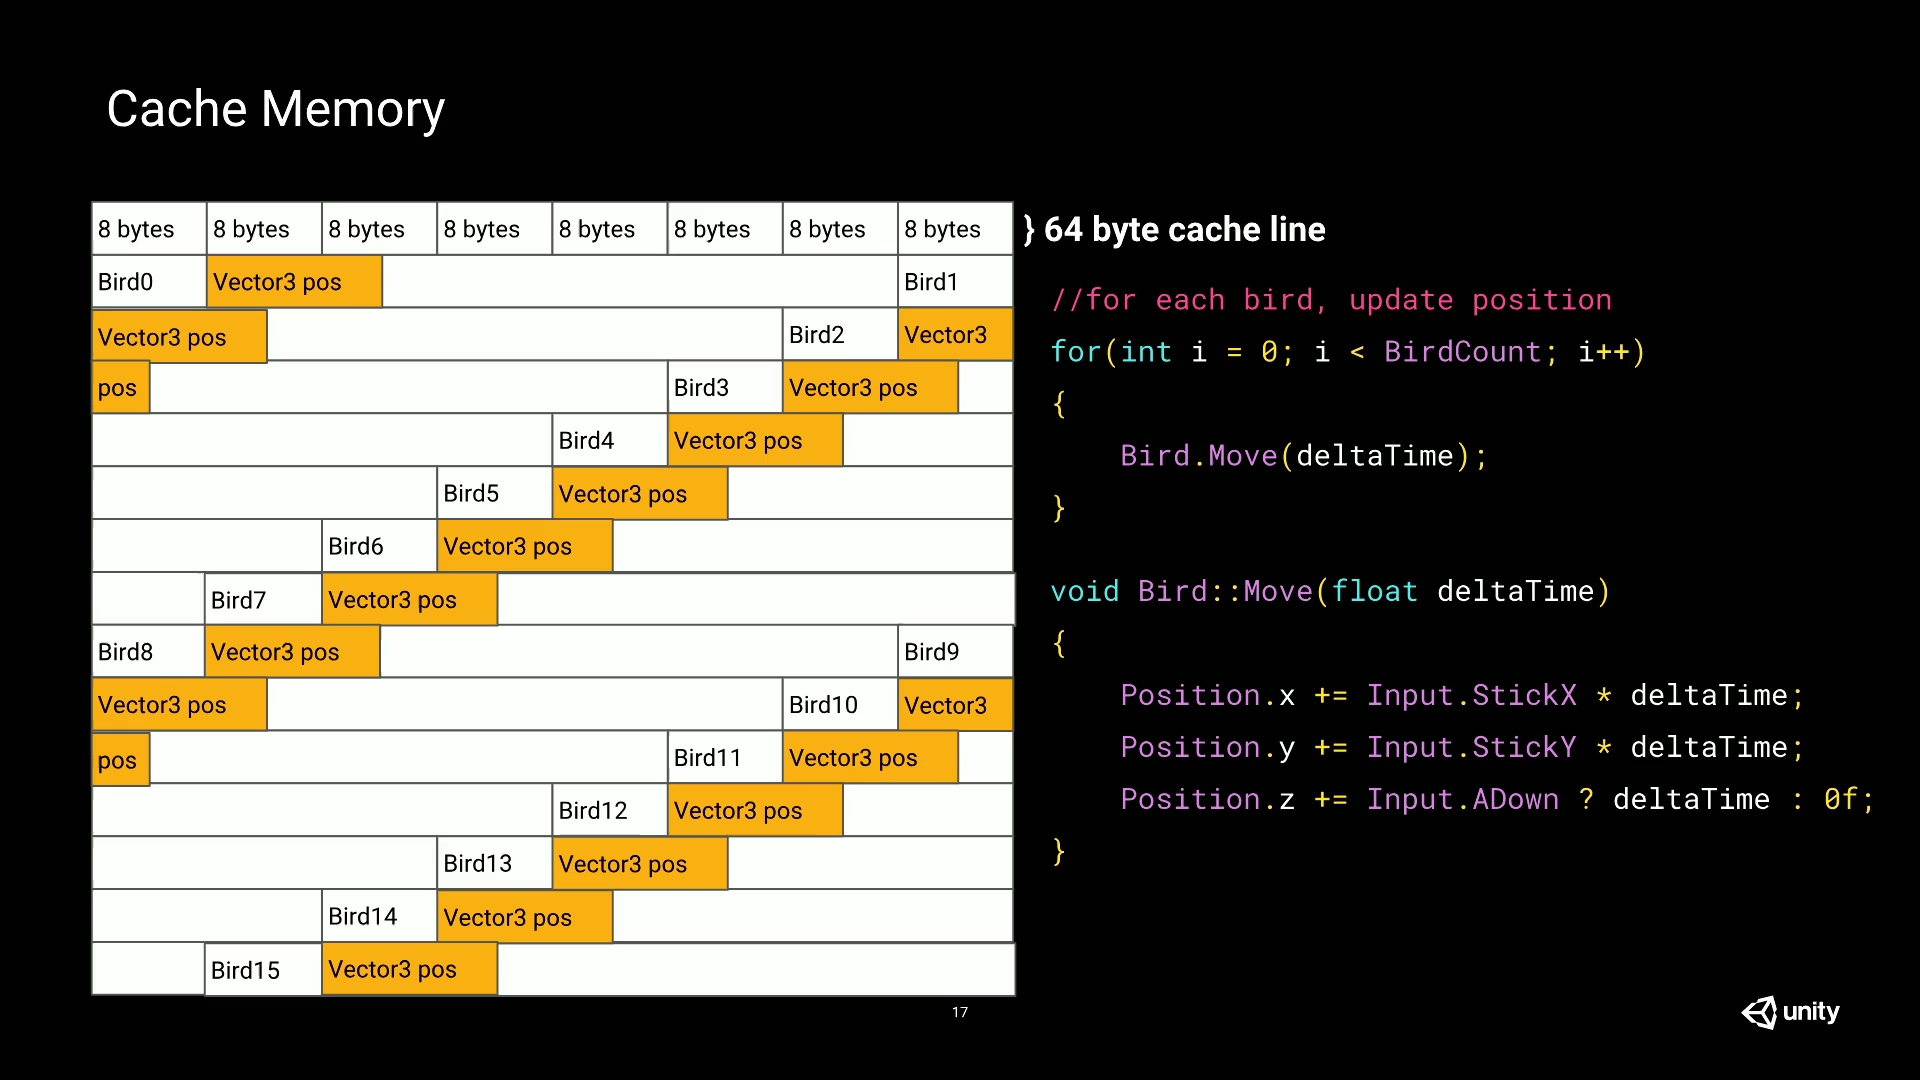 Cache Memory
8 bytes 8 bytes 8 bytes 8 bytes 8 bytes 8 bytes 8 bytes 8 bytes } 64 byte cache line
Bird0 Vector3 pos Bird1
Vector3 pos Bird2 Vector3
pos Bird3 Vector3 pos
Bird4 Vector3 pos
Bird5 Vector3 pos
Bird6 Vector3 pos
Bird7 Vector3 pos
Bird8 Vector3 pos Bird9
Vector3 pos Bird10 Vector3
pos Bird11 Vector3 pos
Bird12 Vector3 pos
Bird13 Vector3 pos
Bird14 Vector3 pos
Bird15 Vector3 pos
//for each bird, update position
for(int i = 0; i < BirdCount; i++)
{
Bird.Move(deltaTime);
}
void Bird::Move(float deltaTime)
{
Position.x += Input.StickX * deltaTime;
Position.y += Input.StickY * deltaTime;
Position.z += Input.ADown ? deltaTime : 0f;
}
17
unity